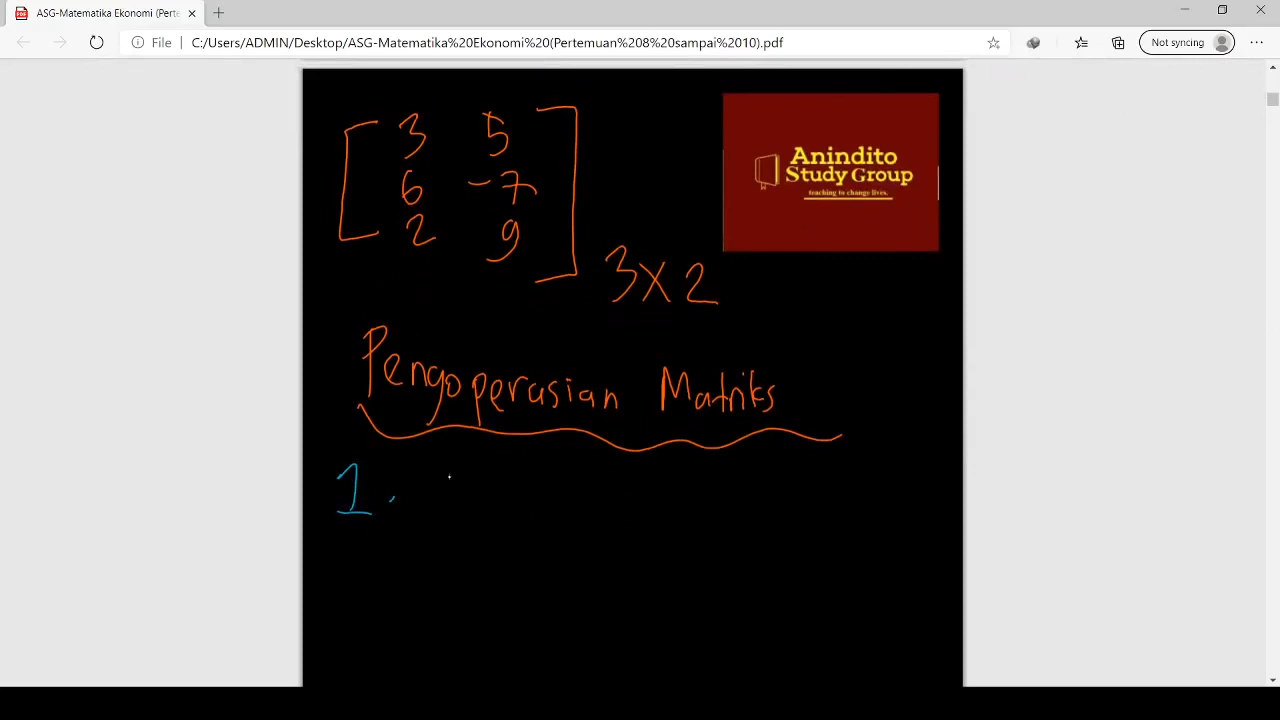 ASG-Matematika Ekonomi (Perte
File
C:/Users/ADMIN/Desktop/ASG-Matematika%20Ekonomi%20(Pertemuan%208%20sampai%2010).pdf
Not syncing
3 5
6 -7
2 9
3X2
Anindito
Study Group
teaching to change lives.
Pengoperasian Matriks
1.